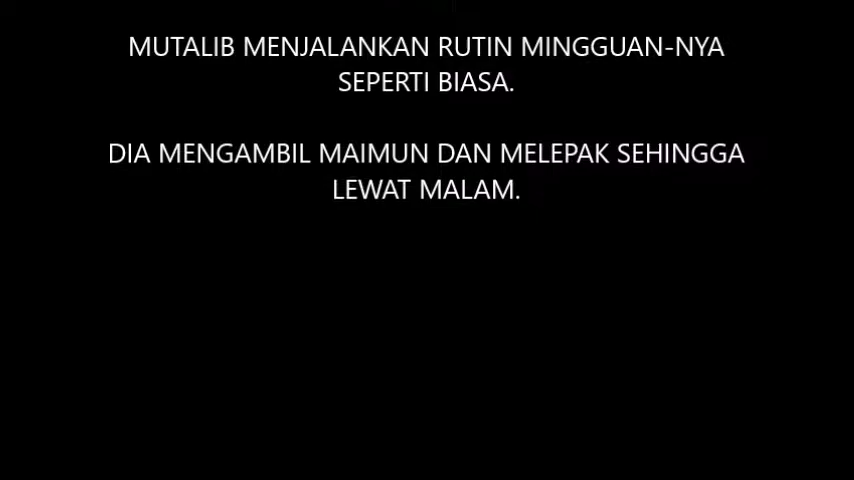 MUTALIB MENJALANKAN RUTIN MINGGUAN-NYA
SEPERTI BIASA.
DIA MENGAMBIL MAIMUN DAN MELEPAK SEHINGGA
LEWAT MALAM.